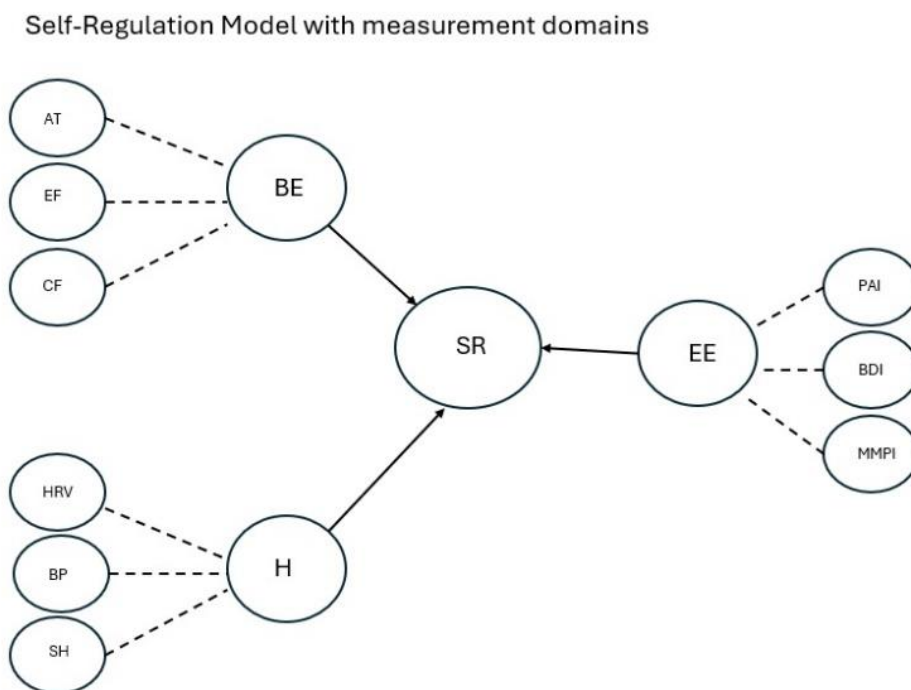 Self-Regulation Model with measurement domains
AT
EF
CF
BE
SR
EE
PAI
BDI
MMPI
HRV
BP
SH
H